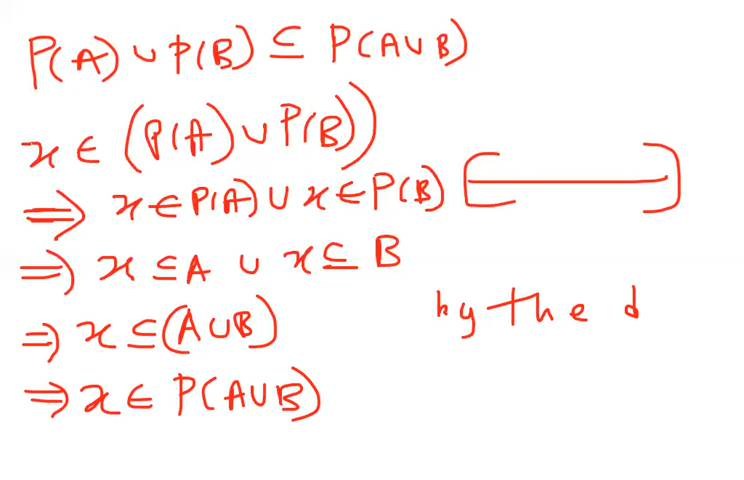 P(A) ∪ P(B) ⊆ P(A∪B)
x ∈ (P(A) ∪ P(B))
⇒ x ∈ P(A) ∪ x ∈ P(B) [———]
⇒ x ⊆ A ∪ x ⊆ B
⇒ x ⊆ (A∪B)
by the d
⇒ x ∈ P(A∪B)